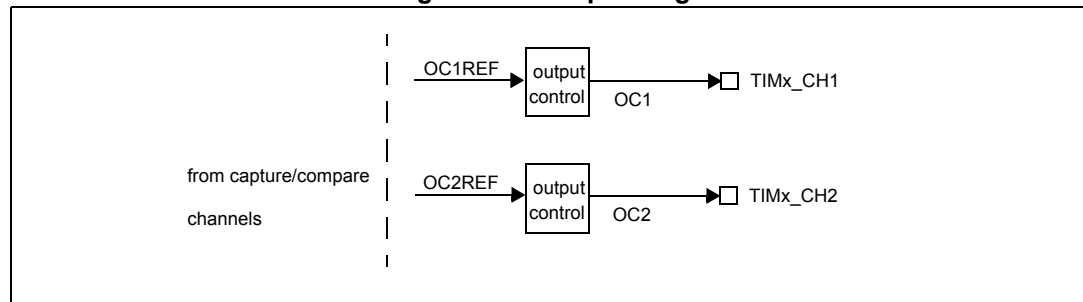 OC1REF
output
control
OC1
TIMx_CH1
from capture/compare
channels
OC2REF
output
control
OC2
TIMx_CH2